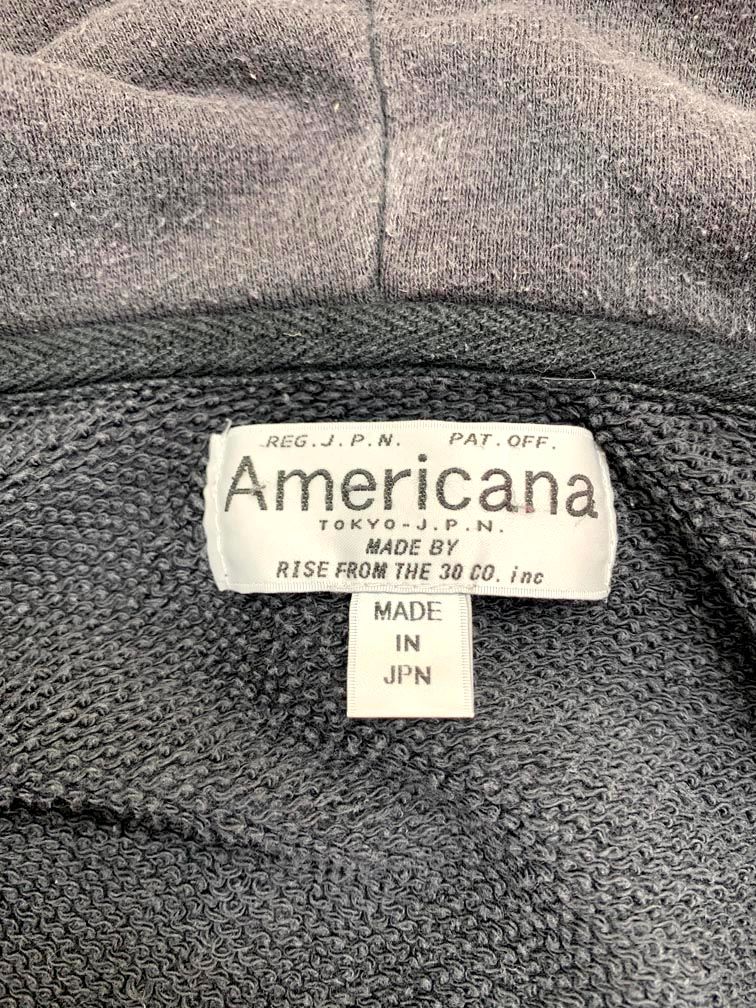 REG.J.P.N. PAT.OFF.
Americana
TOKYO-J.P.N.
MADE BY
RISE FROM THE 30 CO. inc
MADE
IN
JPN